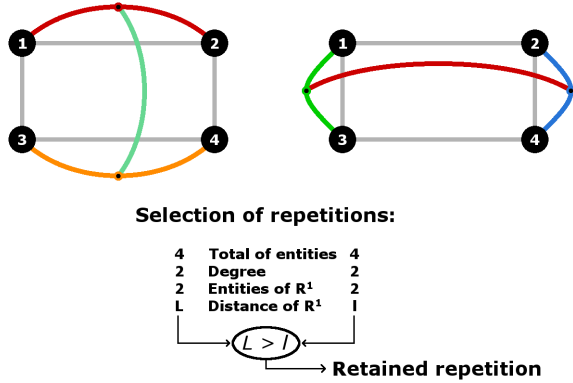 1 2 1 2
3 4 3 4
Selection of repetitions:
4 Total of entities 4
2 Degree 2
2 Entities of R¹ 2
L Distance of R¹ l
L > l
Retained repetition